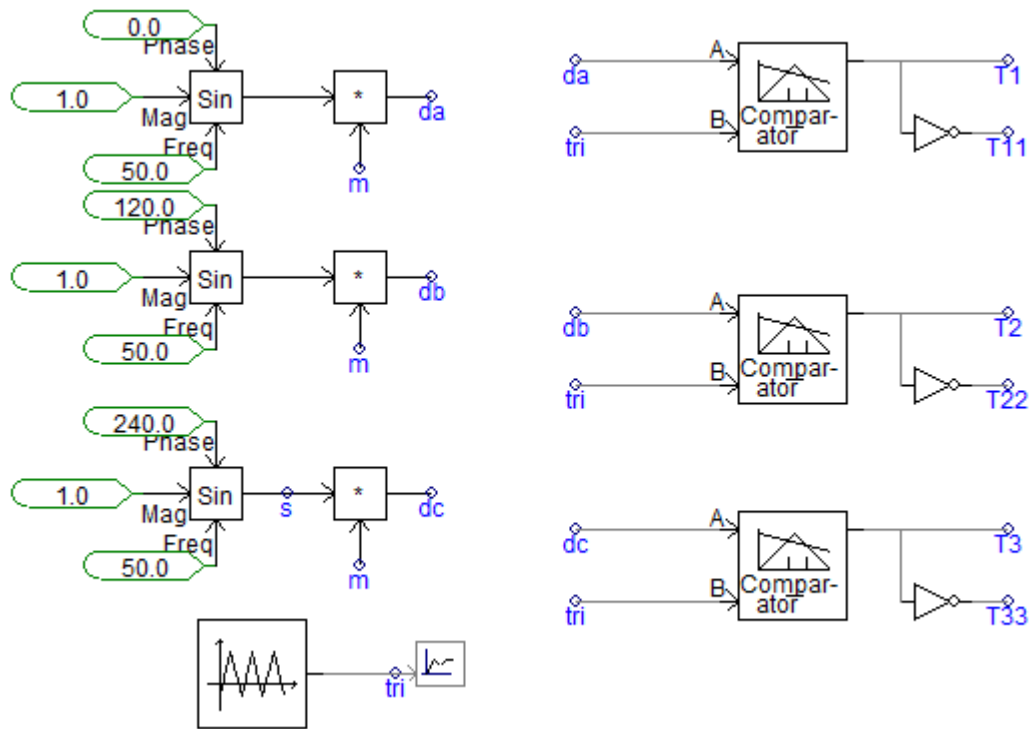 0.0
Phase
Sin
1.0
Mag
Freq
50.0
*
da
m
120.0
Phase
Sin
1.0
Mag
Freq
50.0
*
db
m
240.0
Phase
Sin
1.0
Mag
Freq
50.0
s
*
dc
m
tri
da
A
tri
B
Compar-
ator
T1
T11
db
A
tri
B
Compar-
ator
T2
T22
dc
A
tri
B
Compar-
ator
T3
T33